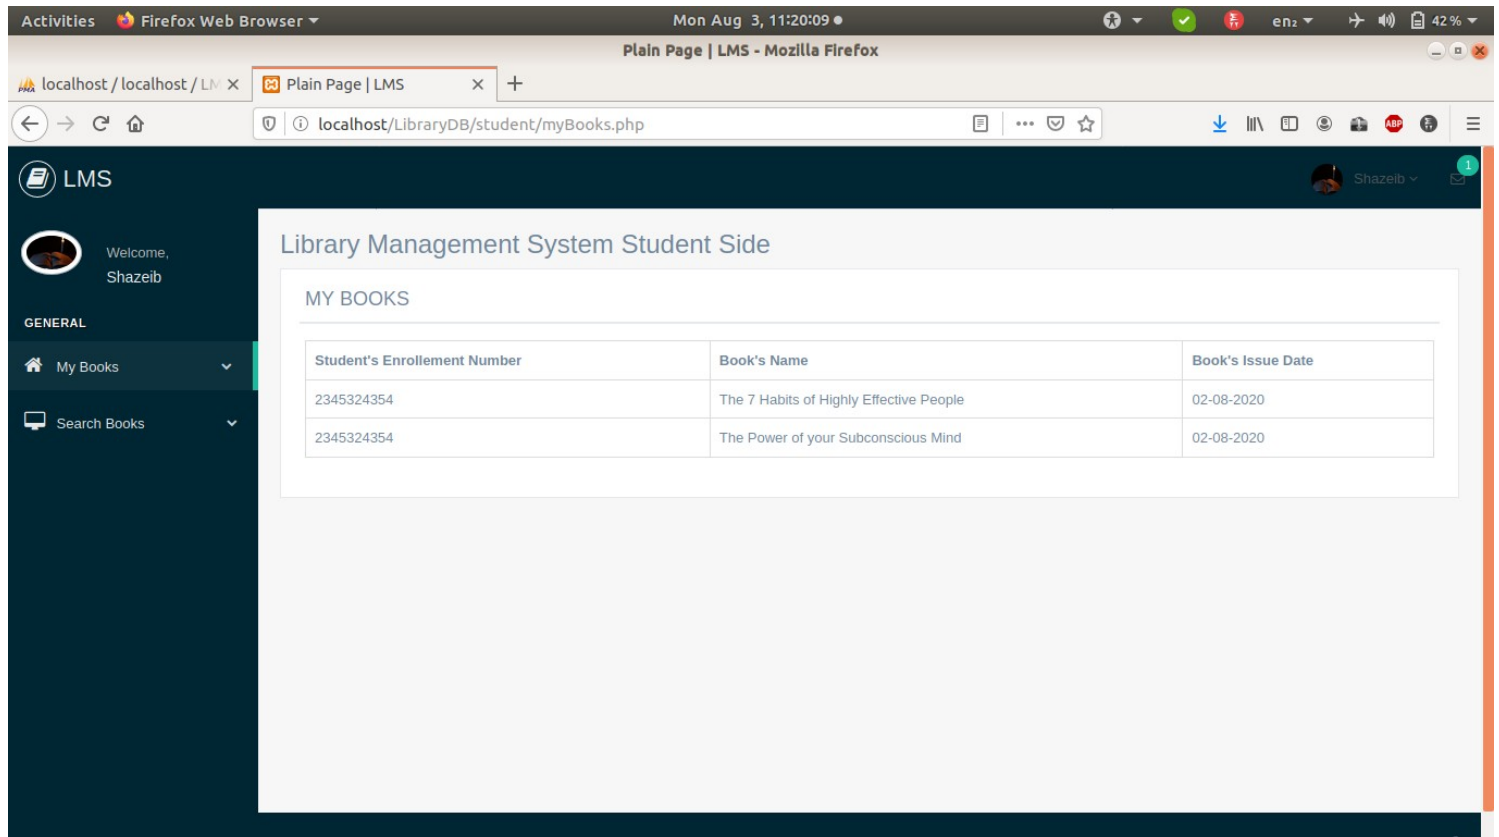 Activities Firefox Web Browser Mon Aug 3, 11:20:09 en₂ 42 %
Plain Page | LMS - Mozilla Firefox
localhost / localhost / LM Plain Page | LMS
localhost/LibraryDB/student/myBooks.php ABP
LMS Shazeib 1
Welcome,
Shazeib
Library Management System Student Side
MY BOOKS
GENERAL
My Books
Search Books
Student's Enrollement Number Book's Name Book's Issue Date
2345324354 The 7 Habits of Highly Effective People 02-08-2020
2345324354 The Power of your Subconscious Mind 02-08-2020